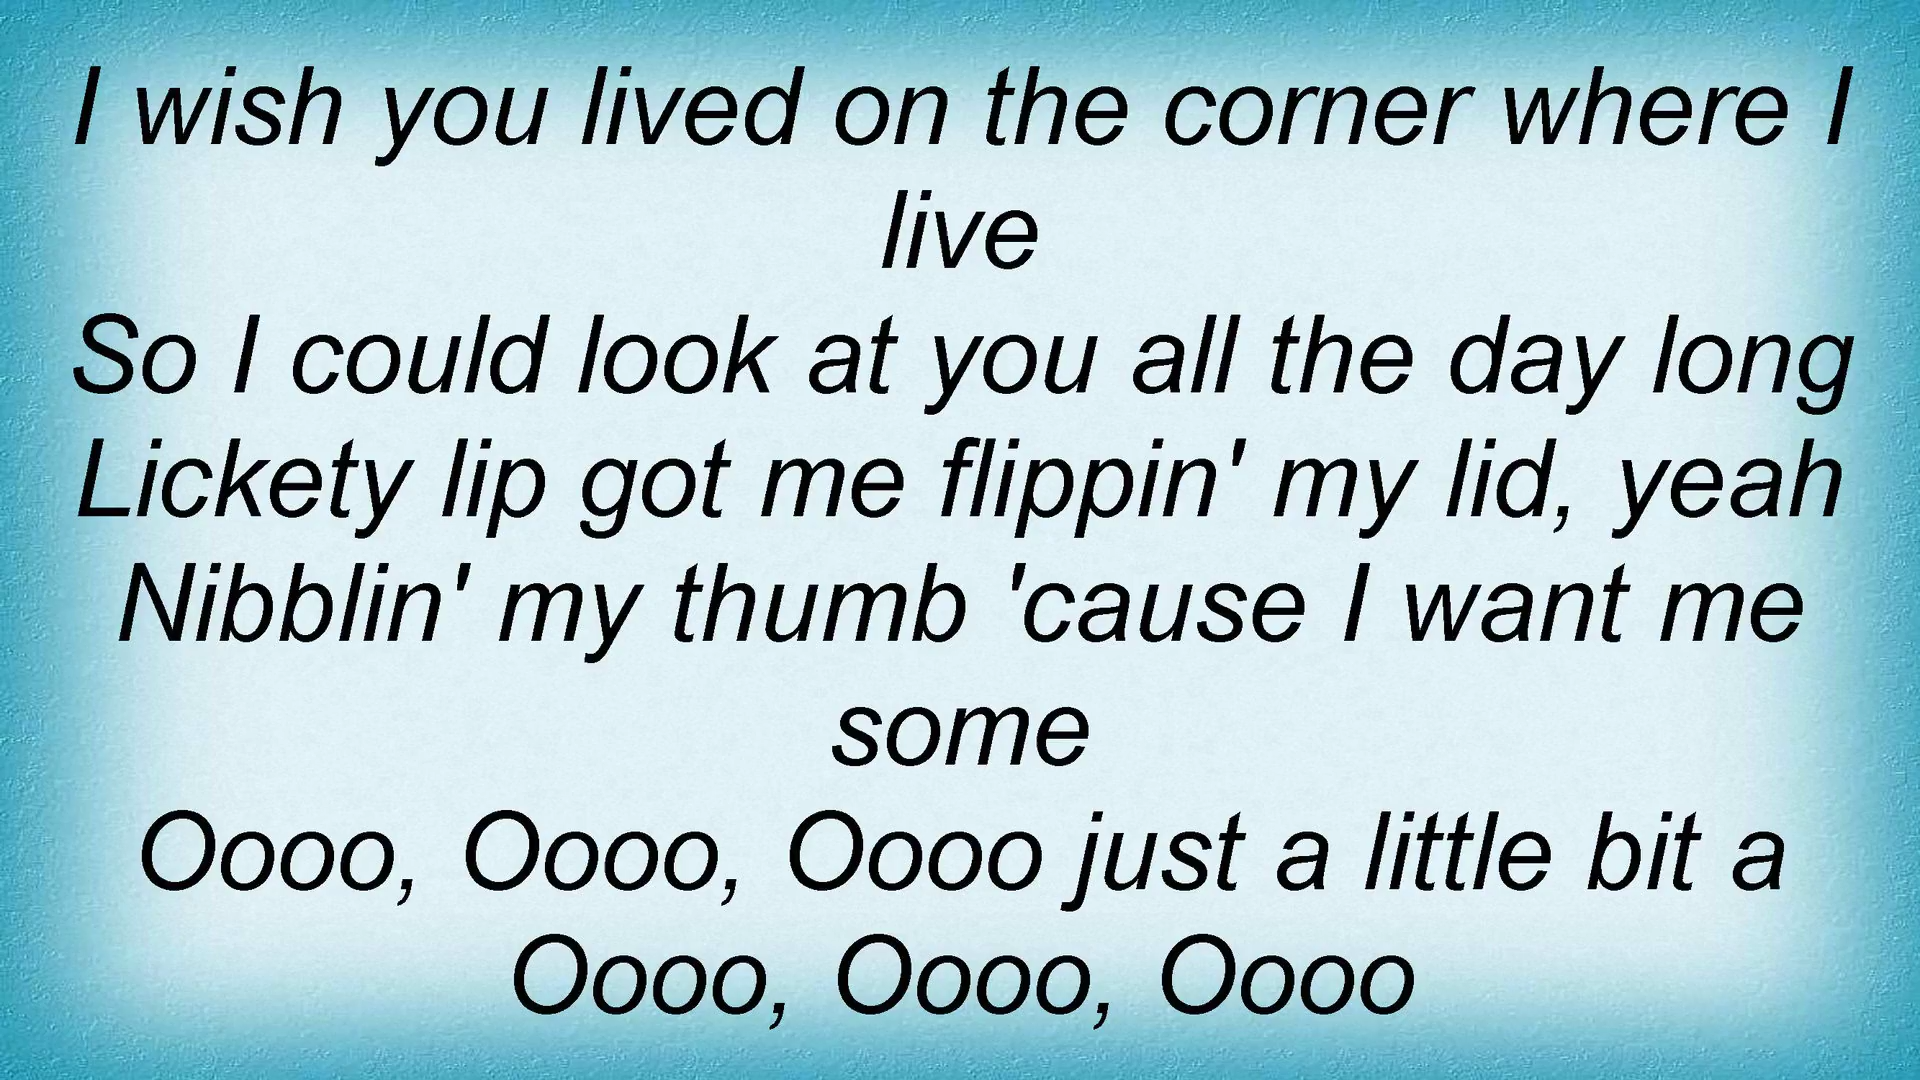 I wish you lived on the corner where I
live
So I could look at you all the day long
Lickety lip got me flippin' my lid, yeah
Nibblin' my thumb 'cause I want me
some
Oooo, Oooo, Oooo just a little bit a
Oooo, Oooo, Oooo